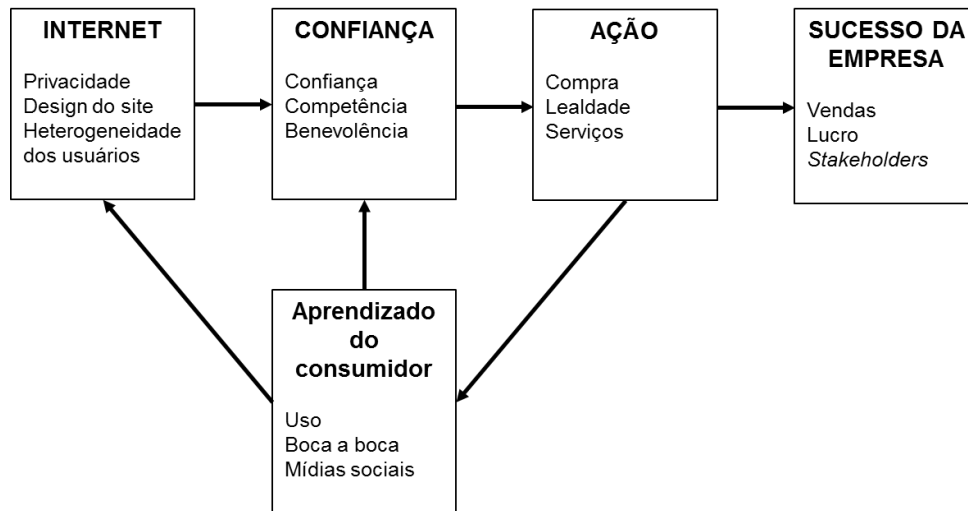 INTERNET
Privacidade
Design do site
Heterogeneidade
dos usuários
CONFIANÇA
Confiança
Competência
Benevolência
AÇÃO
Compra
Lealdade
Serviços
SUCESSO DA
EMPRESA
Vendas
Lucro
Stakeholders
Aprendizado
do
consumidor
Uso
Boca a boca
Mídias sociais